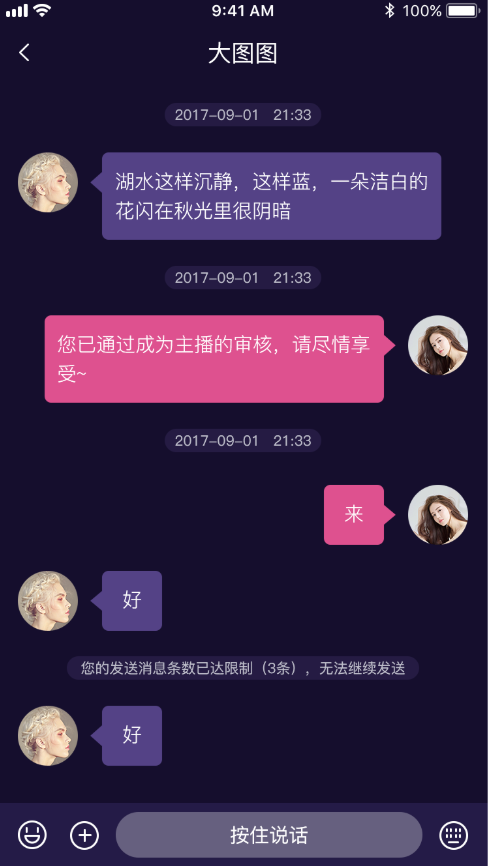 9:41 AM 100%
大图图
2017-09-01 21:33
湖水这样沉静，这样蓝，一朵洁白的
花闪在秋光里很阴暗
2017-09-01 21:33
您已通过成为主播的审核，请尽情享
受~
2017-09-01 21:33
来
好
您的发送消息条数已达限制（3条），无法继续发送
好
按住说话